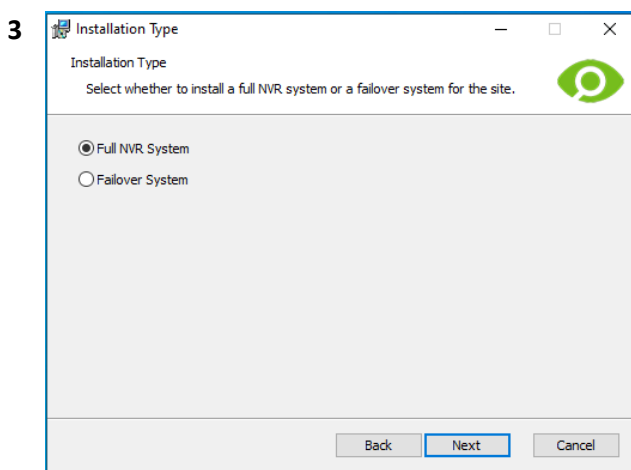 3
Installation Type
Installation Type
Select whether to install a full NVR system or a failover system for the site.
Full NVR System
Failover System
Back Next Cancel